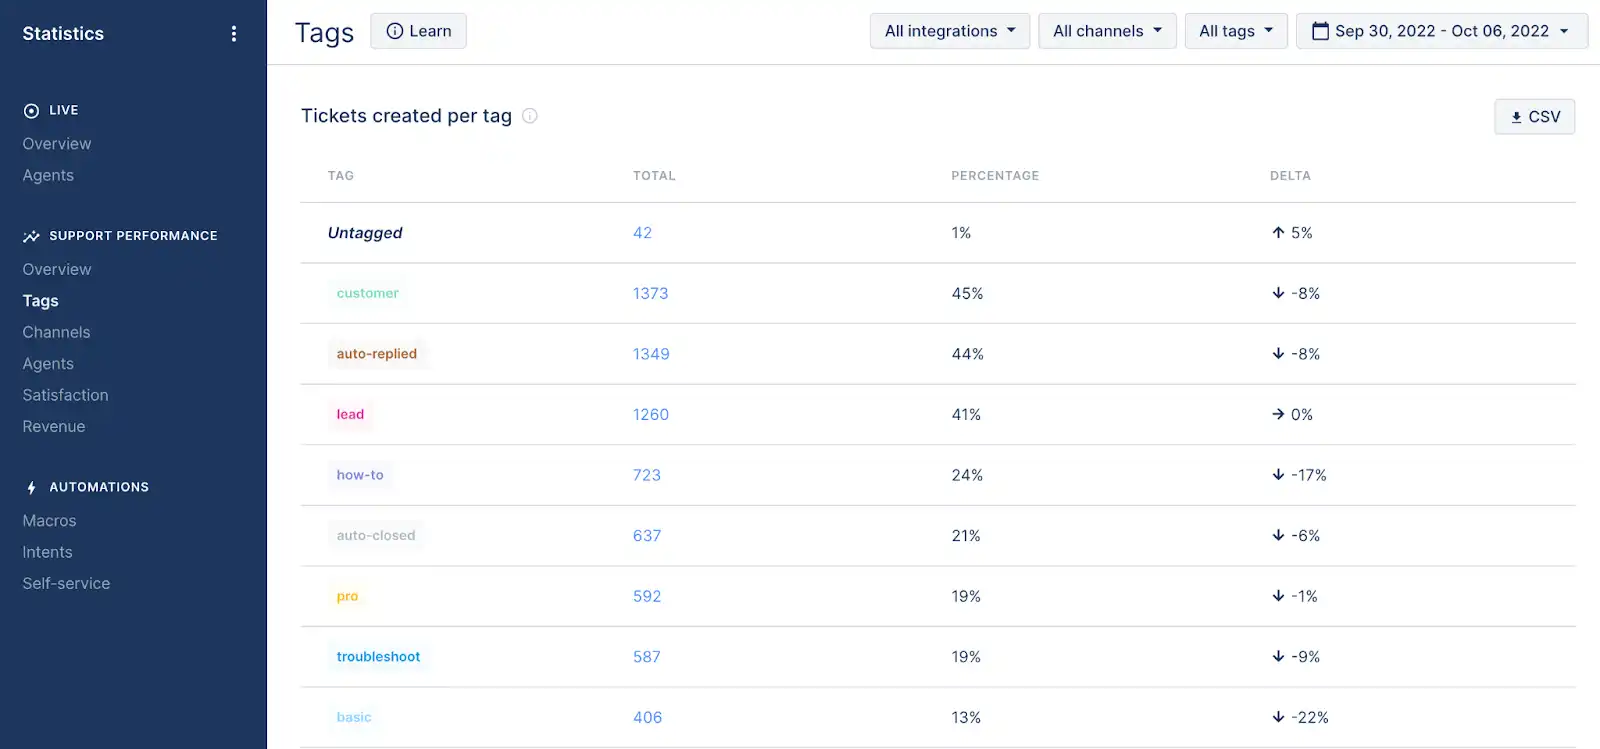 Statistics
LIVE
Overview
Agents
SUPPORT PERFORMANCE
Overview
Tags
Channels
Agents
Satisfaction
Revenue
AUTOMATIONS
Macros
Intents
Self-service
Tags Learn All integrations All channels All tags Sep 30, 2022 - Oct 06, 2022
Tickets created per tag CSV
TAG TOTAL PERCENTAGE DELTA
Untagged 42 1% ↑ 5%
customer 1373 45% ↓ -8%
auto-replied 1349 44% ↓ -8%
lead 1260 41% → 0%
how-to 723 24% ↓ -17%
auto-closed 637 21% ↓ -6%
pro 592 19% ↓ -1%
troubleshoot 587 19% ↓ -9%
basic 406 13% ↓ -22%